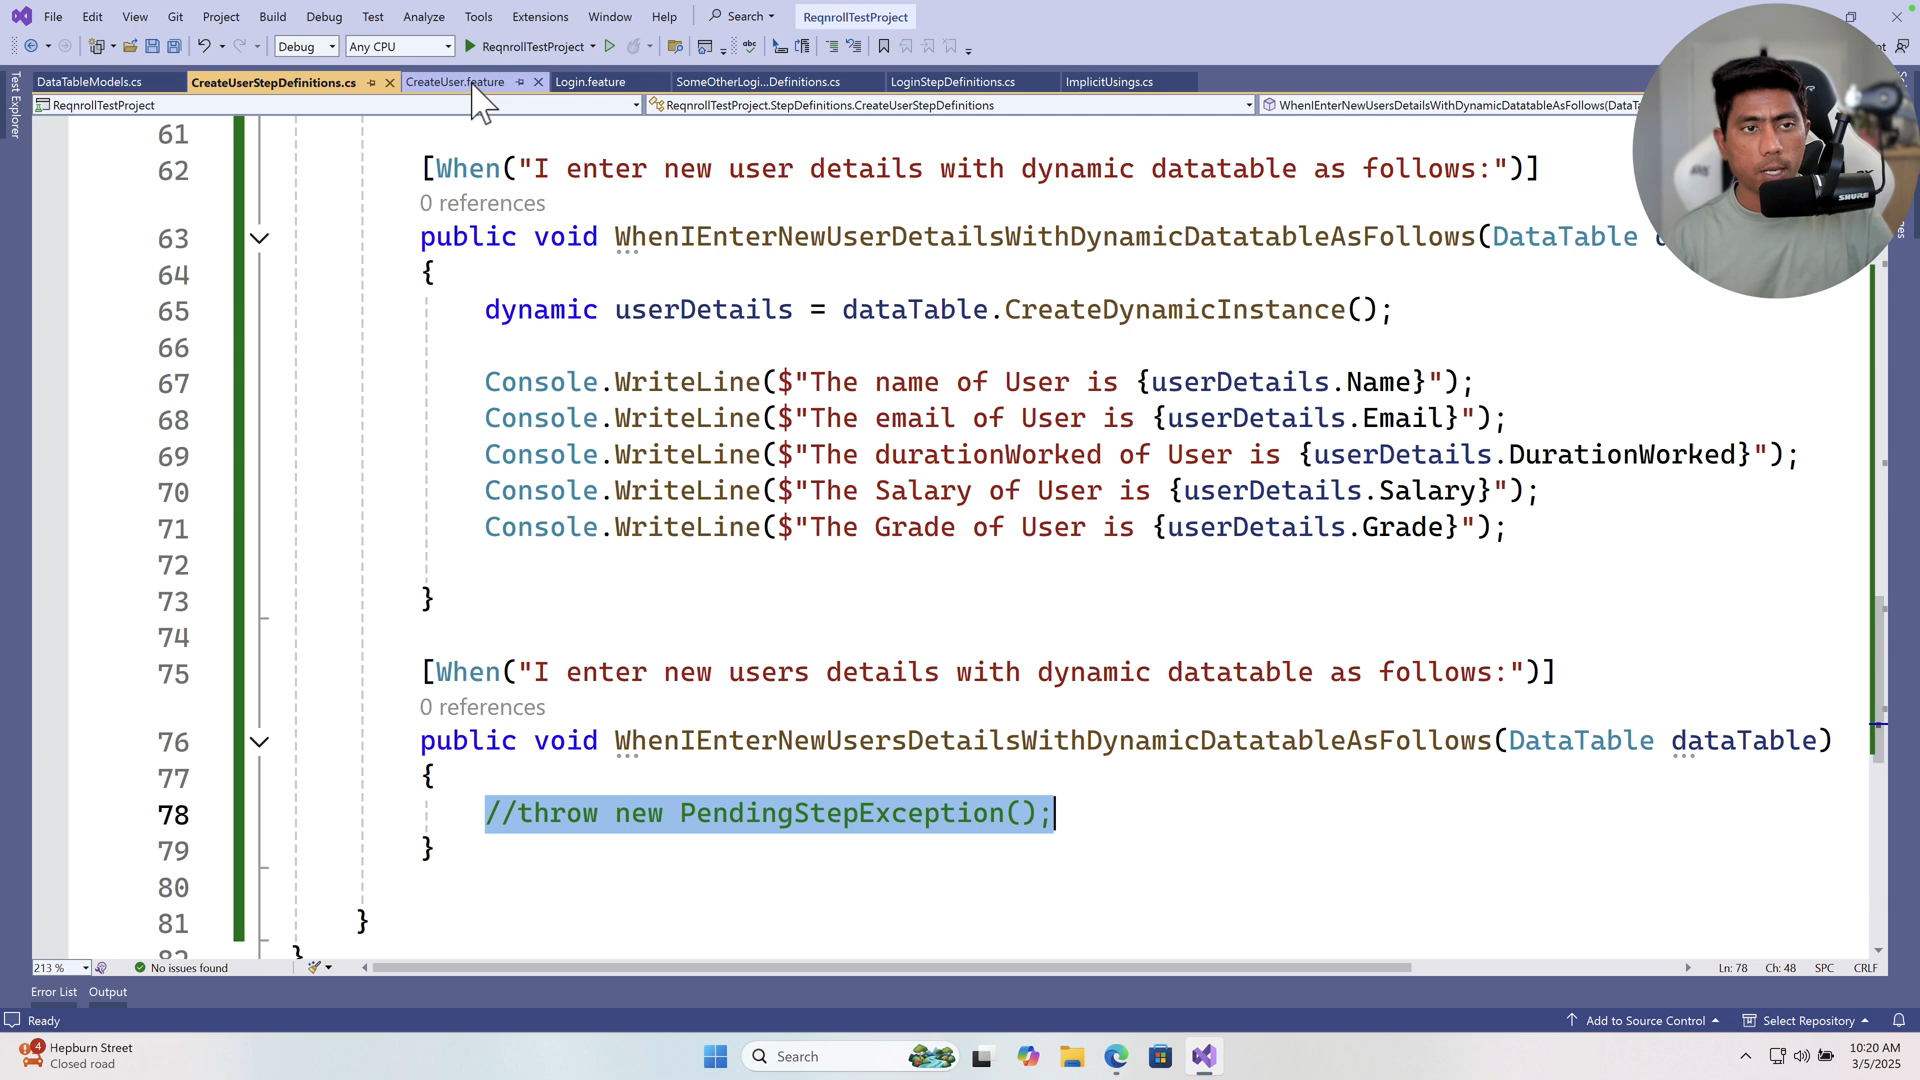 File Edit View Git Project Build Debug Test Analyze Tools Extensions Window Help Search ReqnrollTestProject
Debug Any CPU ReqnrollTestProject
DataTableModels.cs CreateUserStepDefinitions.cs CreateUser.feature Login.feature SomeOtherLogi...Definitions.cs LoginStepDefinitions.cs ImplicitUsings.cs
Test Explorer
ReqnrollTestProject ReqnrollTestProject.StepDefinitions.CreateUserStepDefinitions WhenIEnterNewUsersDetailsWithDynamicDatatableAsFollows(DataT
61
62 [When("I enter new user details with dynamic datatable as follows:")]
0 references
63 public void WhenIEnterNewUserDetailsWithDynamicDatatableAsFollows(DataTable
64 {
65 dynamic userDetails = dataTable.CreateDynamicInstance();
66
67 Console.WriteLine($"The name of User is {userDetails.Name}");
68 Console.WriteLine($"The email of User is {userDetails.Email}");
69 Console.WriteLine($"The durationWorked of User is {userDetails.DurationWorked}");
70 Console.WriteLine($"The Salary of User is {userDetails.Salary}");
71 Console.WriteLine($"The Grade of User is {userDetails.Grade}");
72
73 }
74
75 [When("I enter new users details with dynamic datatable as follows:")]
0 references
76 public void WhenIEnterNewUsersDetailsWithDynamicDatatableAsFollows(DataTable dataTable)
77 {
78 //throw new PendingStepException();
79 }
80
81 }
82 }
SHURE
213 % No issues found Ln: 78 Ch: 48 SPC CRLF
Error List Output
Ready Add to Source Control Select Repository
4 Hepburn Street
Closed road
Search
10:20 AM
3/5/2025